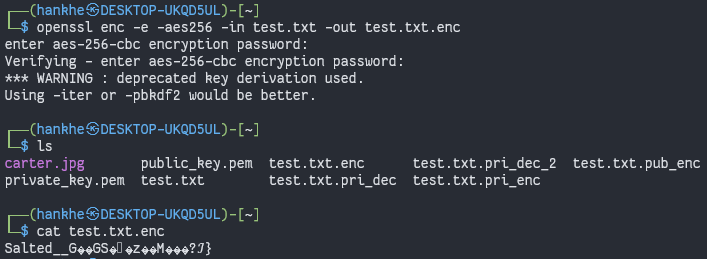 ┌──(hankhe㉿DESKTOP-UKQD5UL)-[~]
└─$ openssl enc -e -aes256 -in test.txt -out test.txt.enc
enter aes-256-cbc encryption password:
Verifying - enter aes-256-cbc encryption password:
*** WARNING : deprecated key derivation used.
Using -iter or -pbkdf2 would be better.
┌──(hankhe㉿DESKTOP-UKQD5UL)-[~]
└─$ ls
carter.jpg public_key.pem test.txt.enc test.txt.pri_dec_2 test.txt.pub_enc
private_key.pem test.txt test.txt.pri_dec test.txt.pri_enc
┌──(hankhe㉿DESKTOP-UKQD5UL)-[~]
└─$ cat test.txt.enc
Salted__G��GS�▯�z��M���?ℐ}